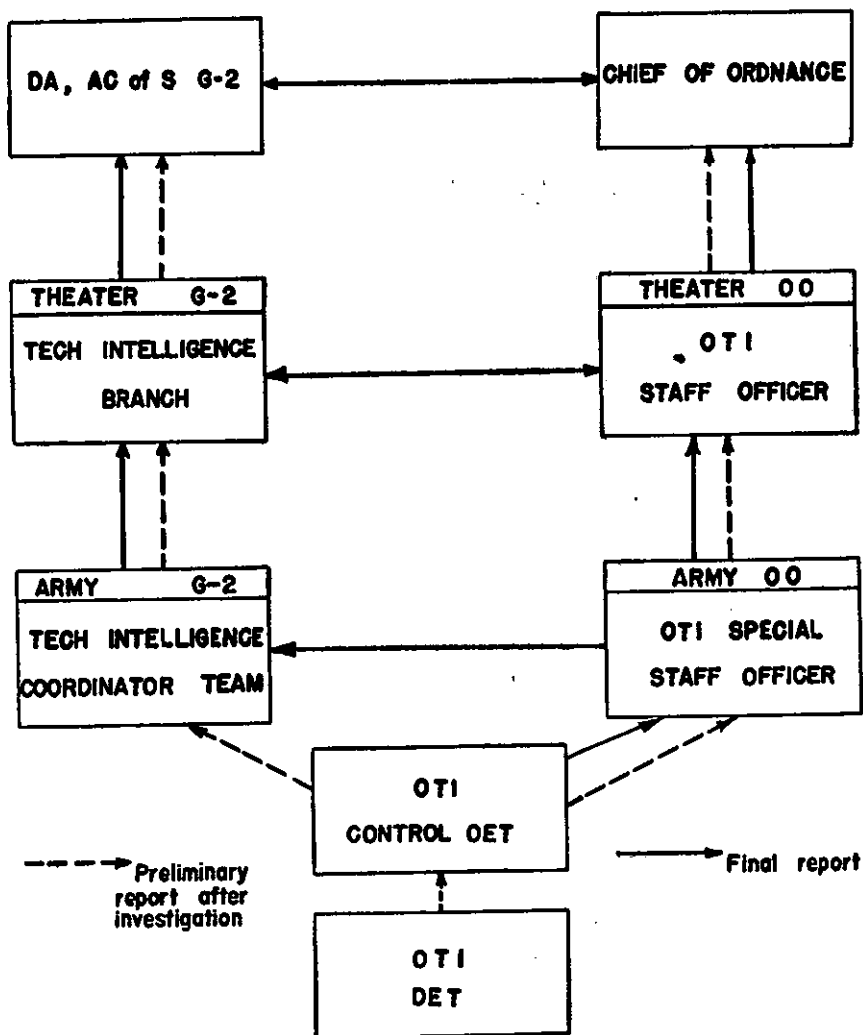 DA, AC of S G-2
CHIEF OF ORDNANCE
THEATER G-2
TECH INTELLIGENCE
BRANCH
THEATER OO
OTI
STAFF OFFICER
ARMY G-2
TECH INTELLIGENCE
COORDINATOR TEAM
ARMY OO
OTI SPECIAL
STAFF OFFICER
OTI
CONTROL OET
Preliminary
report after
investigation
Final report
OTI
DET